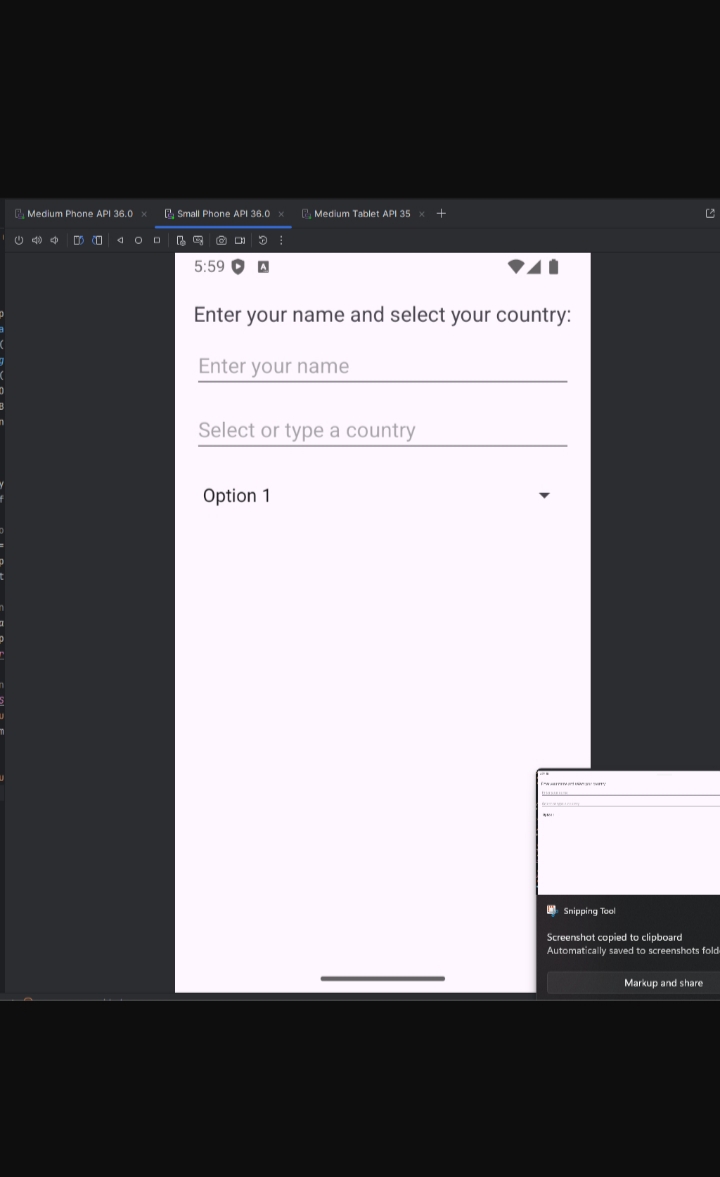 Medium Phone API 36.0
Small Phone API 36.0
Medium Tablet API 35
5:59
A
Enter your name and select your country:
Enter your name
Select or type a country
Option 1
Snipping Tool
Screenshot copied to clipboard
Automatically saved to screenshots fold
Markup and share